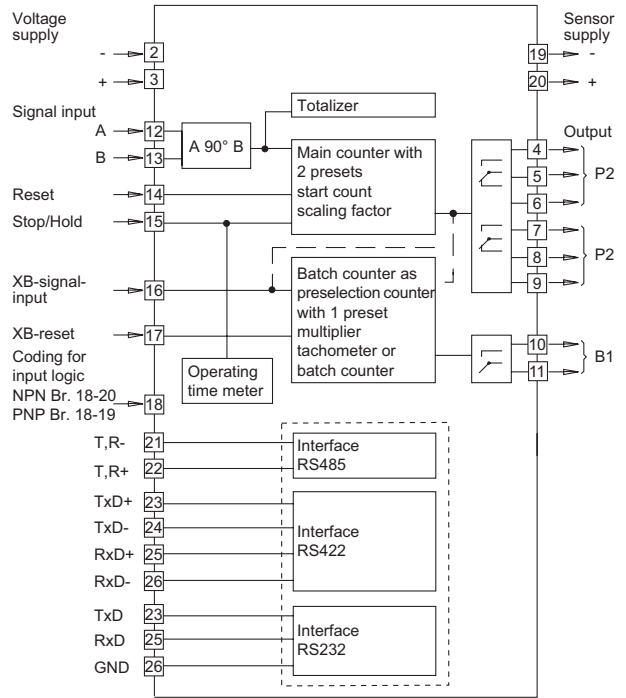 Voltage
supply
- 2
+ 3
Signal input
A 12
B 13
Reset 14
Stop/Hold 15
XB-signal-
input 16
XB-reset 17
Coding for
input logic
NPN Br. 18-20
PNP Br. 18-19
18
T,R- 21
T,R+ 22
TxD+ 23
TxD- 24
RxD+ 25
RxD- 26
TxD 23
RxD 25
GND 26
A 90° B
Totalizer
Main counter with
2 presets
start count
scaling factor
Batch counter as
preselection counter
with 1 preset
multiplier
tachometer or
batch counter
Operating
time meter
Interface
RS485
Interface
RS422
Interface
RS232
Sensor
supply
19 -
20 +
Output
4
5
6
P2
7
8
9
P2
10
11
B1